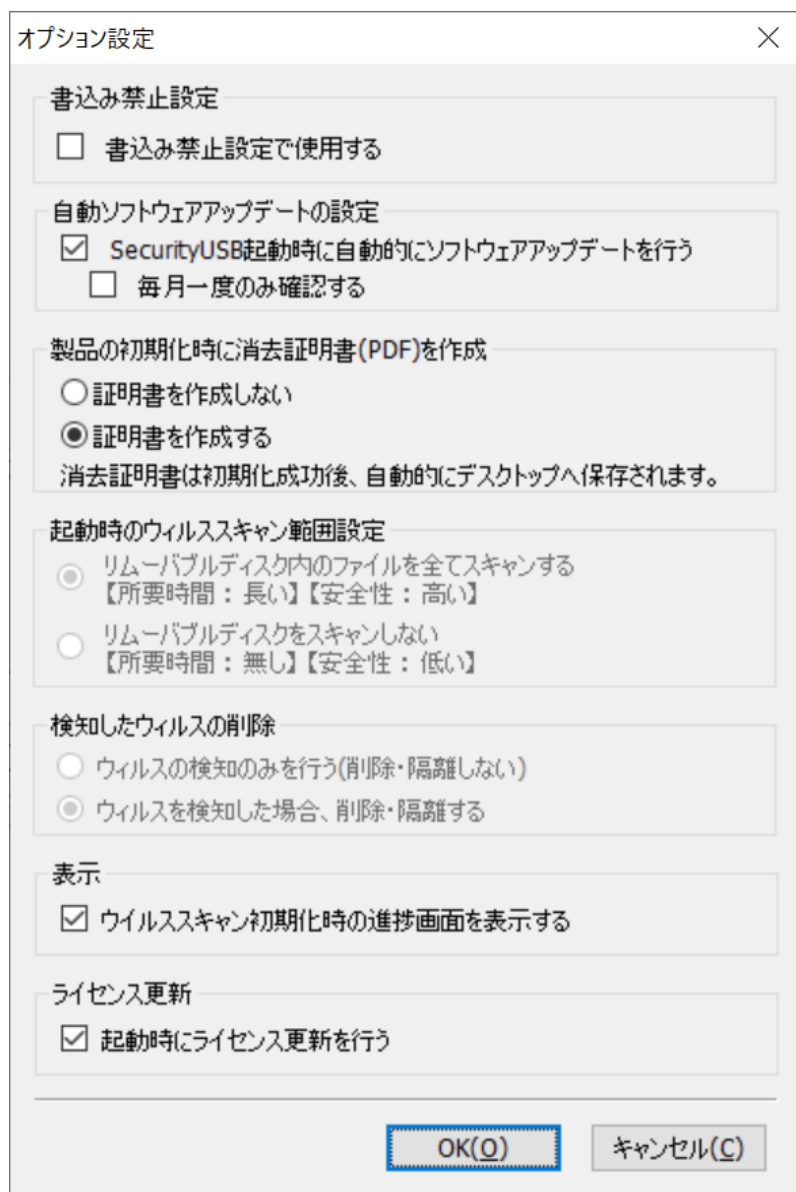 オプション設定
書込み禁止設定
書込み禁止設定で使用する
自動ソフトウェアアップデートの設定
SecurityUSB起動時に自動的にソフトウェアアップデートを行う
毎月一度のみ確認する
製品の初期化時に消去証明書(PDF)を作成
証明書を作成しない
証明書を作成する
消去証明書は初期化成功後、自動的にデスクトップへ保存されます。
起動時のウィルススキャン範囲設定
リムーバブルディスク内のファイルを全てスキャンする
【所要時間：長い】【安全性：高い】
リムーバブルディスクをスキャンしない
【所要時間：無し】【安全性：低い】
検知したウィルスの削除
ウィルスの検知のみを行う(削除・隔離しない)
ウィルスを検知した場合、削除・隔離する
表示
ウイルススキャン初期化時の進捗画面を表示する
ライセンス更新
起動時にライセンス更新を行う
OK(O) キャンセル(C)